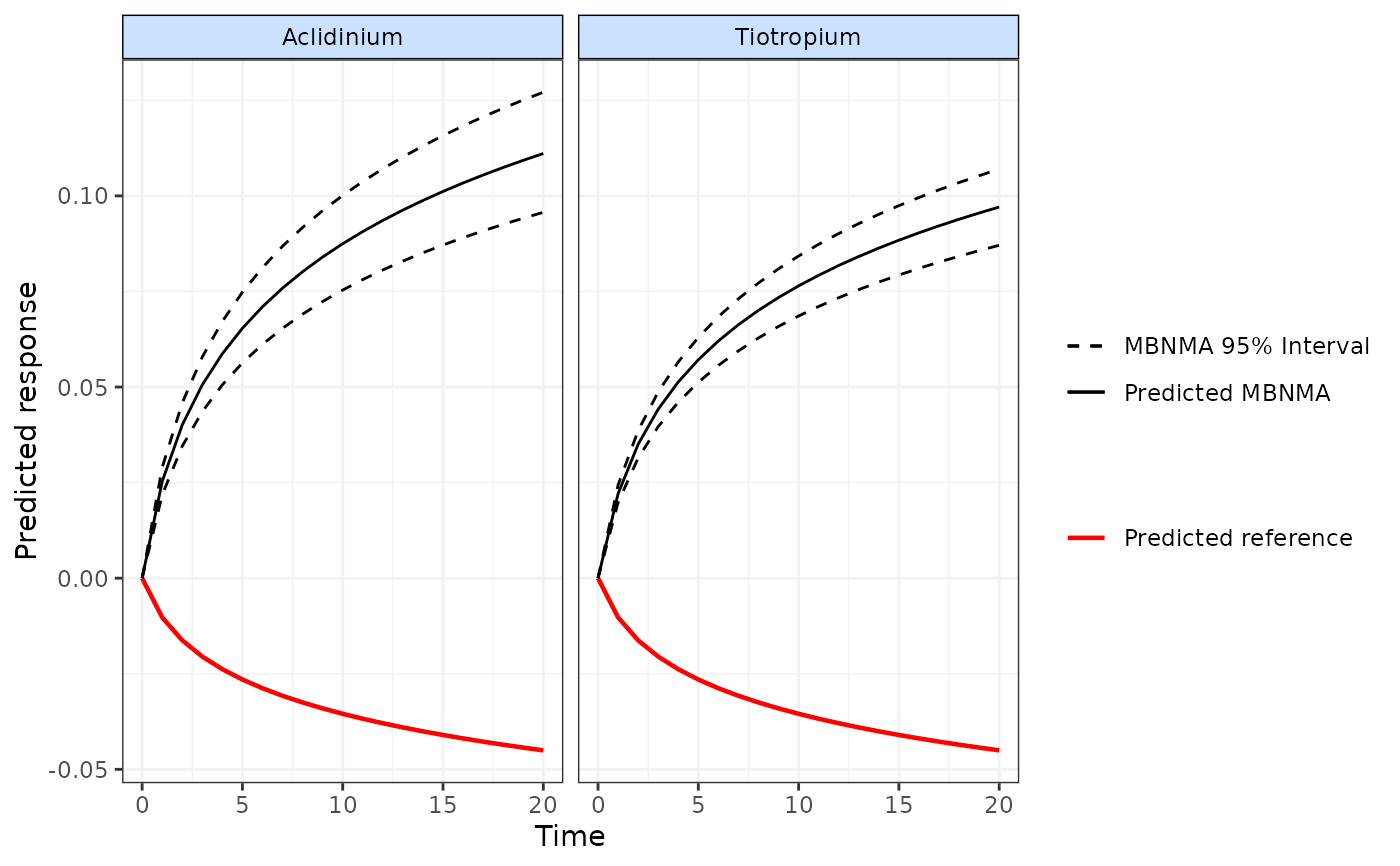 Aclidinium
Tiotropium
Predicted response
0.10
0.05
0.00
-0.05
0 5 10 15 20
0 5 10 15 20
Time
MBNMA 95% Interval
Predicted MBNMA
Predicted reference